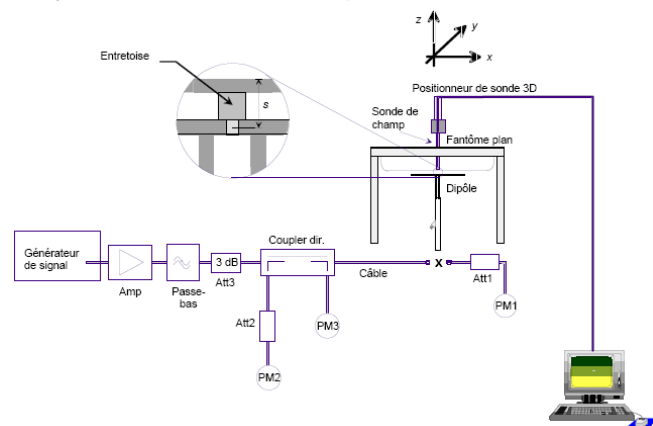 z
y
x
Entretoise
s
Positionneur de sonde 3D
Sonde de
champ
Fantôme plan
Dipôle
Générateur
de signal
Amp
Passe-
bas
3 dB
Att3
Coupler dir.
Câble
X
Att1
PM1
Att2
PM3
PM2